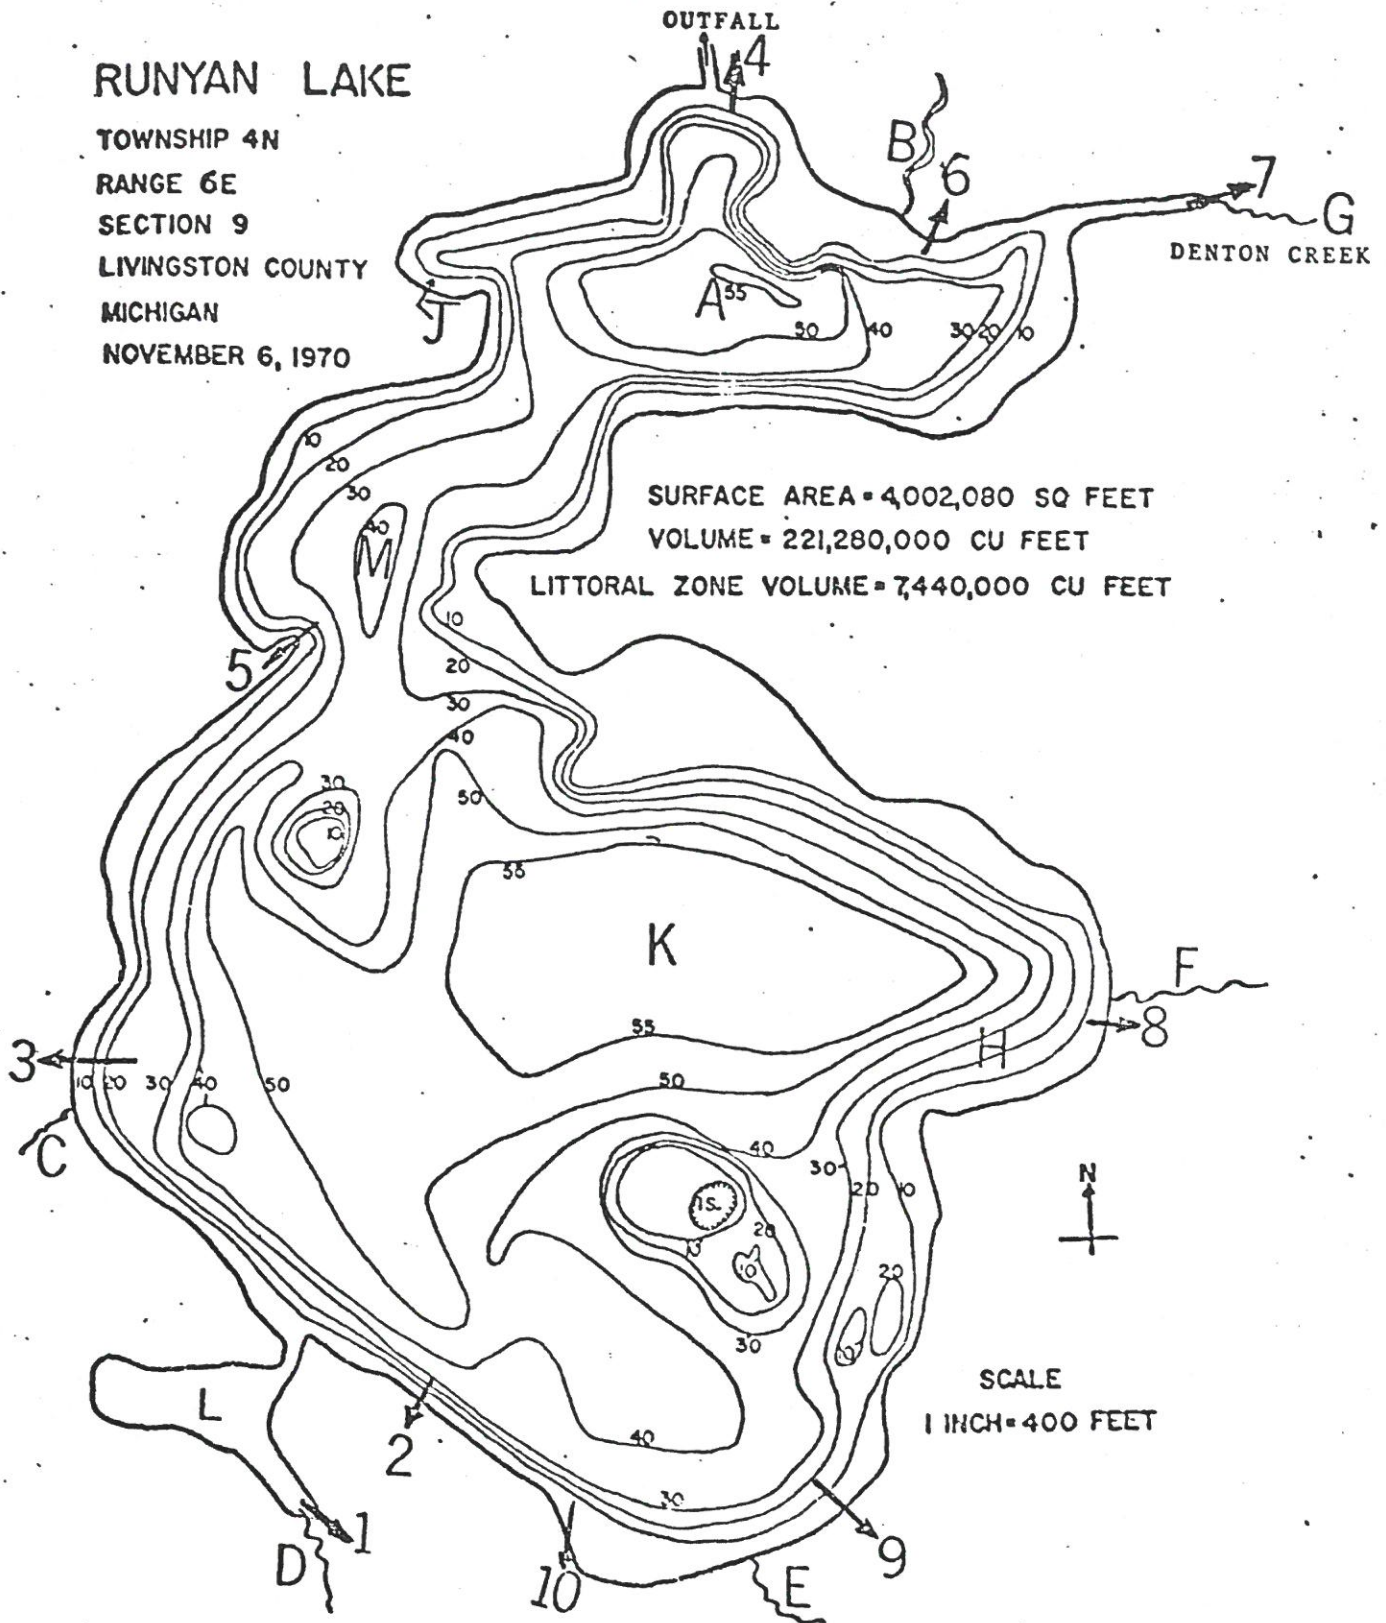 OUTFALL
4
RUNYAN LAKE
TOWNSHIP 4N
RANGE 6E
SECTION 9
LIVINGSTON COUNTY
MICHIGAN
NOVEMBER 6, 1970
B
6
7
G
DENTON CREEK
J
A 55
50 40 30 20 10
10
20
30
40
M
SURFACE AREA = 4,002,080 SQ FEET
VOLUME = 221,280,000 CU FEET
LITTORAL ZONE VOLUME = 7,440,000 CU FEET
10
5
20
30
40
30
20
10
50
55
K
F
55
8
H
3
10 20 30 40 50
50
C
40
30
20 10
N
IS.
20
10
20
30
10
L
SCALE
1 INCH = 400 FEET
2
40
30
1
D
10
9
E